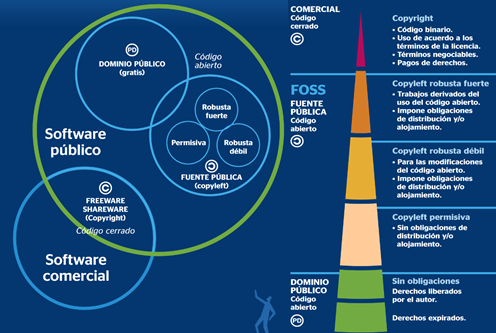 PD
DOMINIO PÚBLICO
(gratis)
Código
abierto
Robusta
fuerte
Permisiva
Robusta
débil
FUENTE PÚBLICA
(copyleft)
Software
público
C
FREEWARE
SHAREWARE
(Copyright)
Código cerrado
Software
comercial
COMERCIAL
Código
cerrado
C
Copyright
• Código binario.
• Uso de acuerdo a los
términos de la licencia.
• Términos negociables.
• Pagos de derechos.
FOSS
FUENTE
PÚBLICA
Código
abierto
Copyleft robusta fuerte
• Trabajos derivados del
uso del código abierto.
• Impone obligaciones
de distribución y/o
alojamiento.
Copyleft robusta débil
• Para las modificaciones
del código abierto.
• Impone obligaciones
de distribución y/o
alojamiento.
Copyleft permisiva
• Sin obligaciones de
distribución y/o
alojamiento.
DOMINIO
PÚBLICO
Código
abierto
PD
Sin obligaciones
Derechos liberados
por el autor.
Derechos expirados.